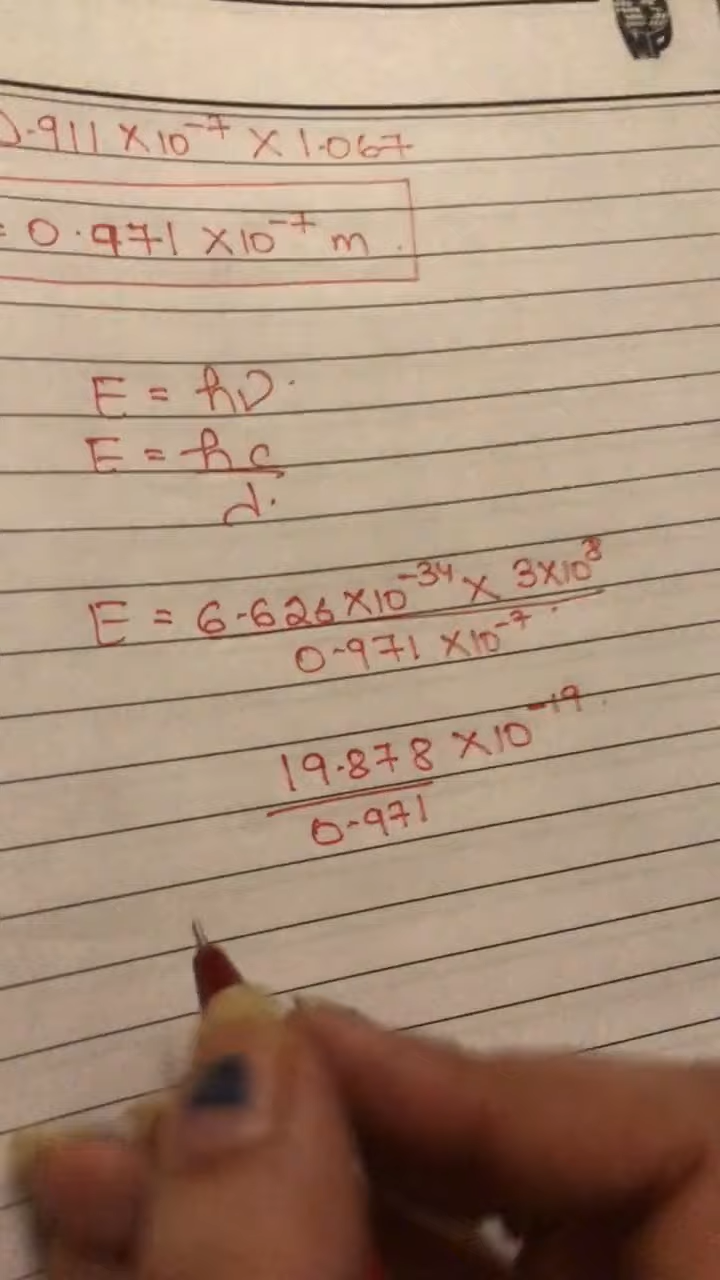 0.911 × 10⁻⁷ × 1.067
= 0.971 × 10⁻⁷ m.
E = hν.
E = hc
λ.
E = 6.626 × 10⁻³⁴ × 3 × 10⁸
0.971 × 10⁻⁷
19.878 × 10⁻¹⁹
0.971